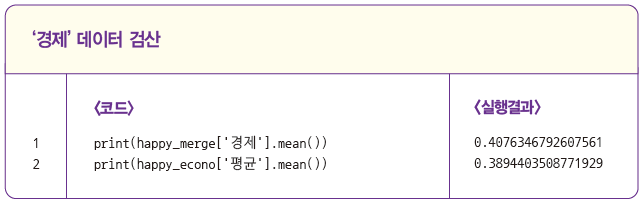 ‘경제’ 데이터 검산
<코드>
<실행결과>
1 print(happy_merge['경제'].mean()) 0.4076346792607561
2 print(happy_econo['평균'].mean()) 0.3894403508771929